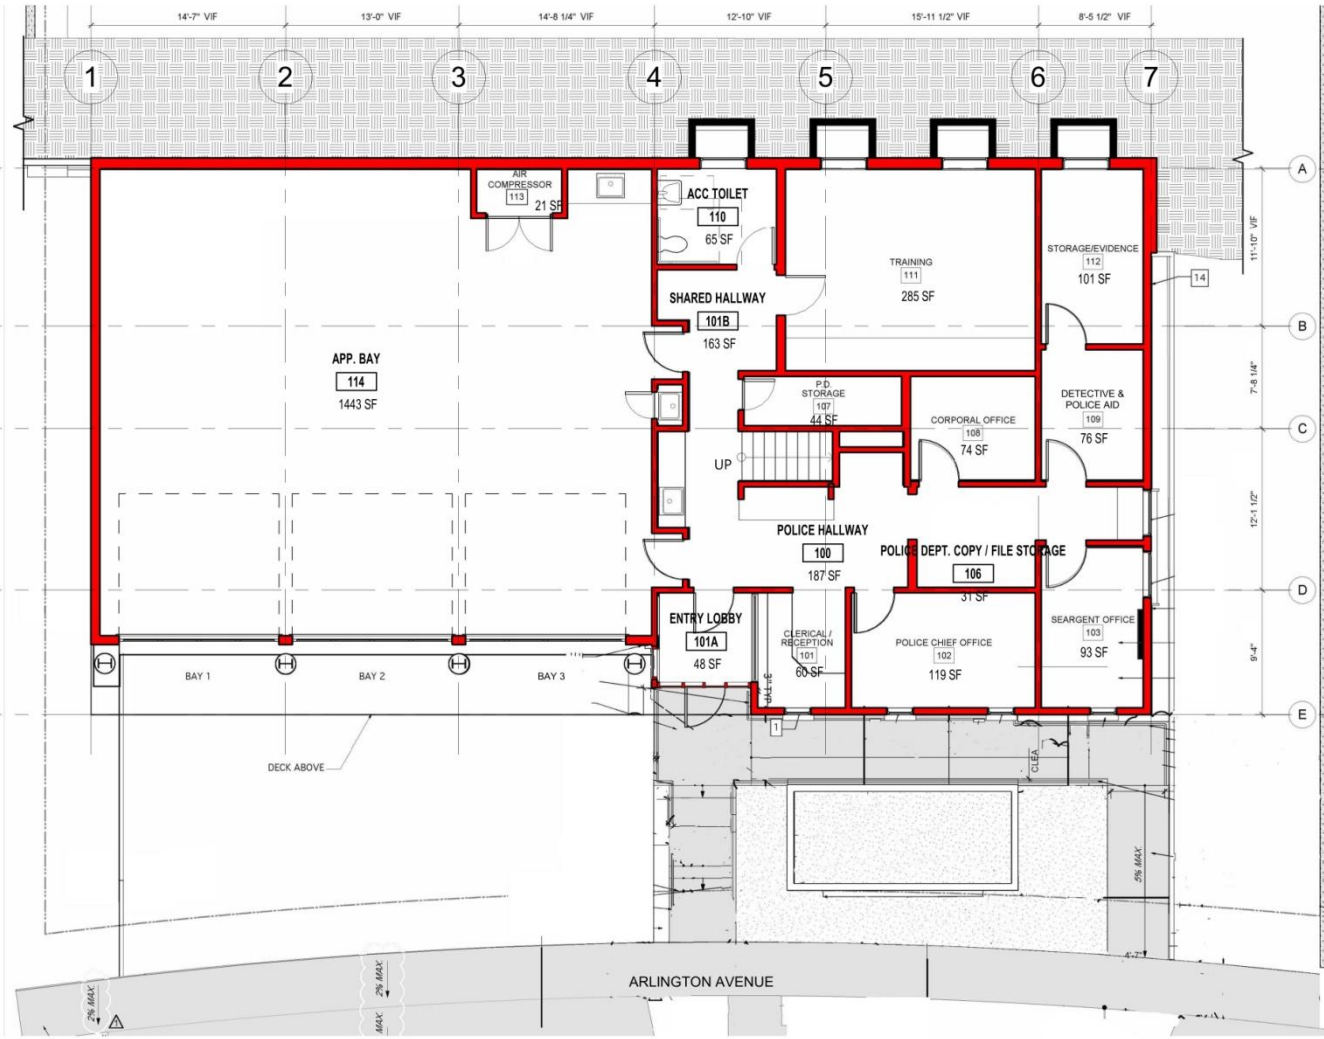 14'-7" VIF
13'-0" VIF
14'-8 1/4" VIF
12'-10" VIF
15'-11 1/2" VIF
8'-5 1/2" VIF
1
2
3
4
5
6
7
A
AIR
COMPRESSOR
113
21 SF
ACC TOILET
110
65 SF
11'-10" VIF
STORAGE/EVIDENCE
112
101 SF
TRAINING
111
285 SF
14
SHARED HALLWAY
101B
163 SF
B
APP. BAY
114
1443 SF
7'-8 1/4"
P.D.
STORAGE
107
44 SF
DETECTIVE &
POLICE AID
109
76 SF
CORPORAL OFFICE
108
74 SF
C
UP
12'-1 1/2"
POLICE HALLWAY
100
187 SF
POLICE DEPT. COPY / FILE STORAGE
106
31 SF
D
ENTRY LOBBY
101A
48 SF
CLERICAL /
RECEPTION
101
60 SF
POLICE CHIEF OFFICE
102
119 SF
SEARGENT OFFICE
103
93 SF
9'-4"
BAY 1
BAY 2
BAY 3
3" TYP
E
1
DECK ABOVE
CLEA
5% MAX.
4'-7"
ARLINGTON AVENUE
2% MAX.
2% MAX.
MAX.